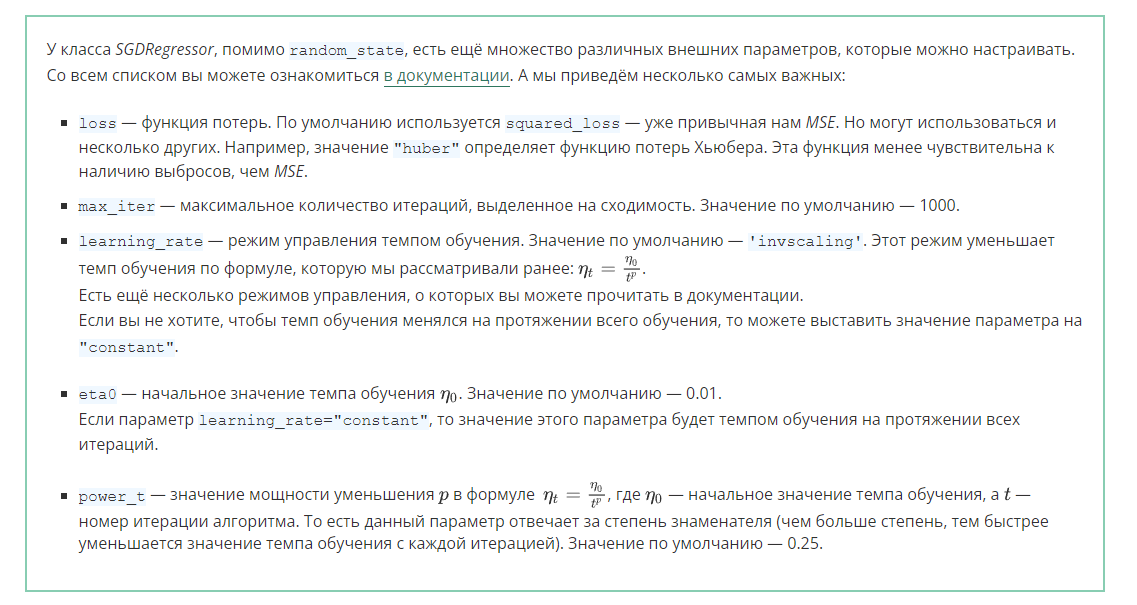 У класса SGDRegressor, помимо random_state, есть ещё множество различных внешних параметров, которые можно настраивать.
Со всем списком вы можете ознакомиться в документации. А мы приведём несколько самых важных:
▪ loss — функция потерь. По умолчанию используется squared_loss — уже привычная нам MSE. Но могут использоваться и
несколько других. Например, значение "huber" определяет функцию потерь Хьюбера. Эта функция менее чувствительна к
наличию выбросов, чем MSE.
▪ max_iter — максимальное количество итераций, выделенное на сходимость. Значение по умолчанию — 1000.
▪ learning_rate — режим управления темпом обучения. Значение по умолчанию — 'invscaling'. Этот режим уменьшает
темп обучения по формуле, которую мы рассматривали ранее: η_t = η_0/t^p.
Есть ещё несколько режимов управления, о которых вы можете прочитать в документации.
Если вы не хотите, чтобы темп обучения менялся на протяжении всего обучения, то можете выставить значение параметра на
"constant".
▪ eta0 — начальное значение темпа обучения η_0. Значение по умолчанию — 0.01.
Если параметр learning_rate="constant", то значение этого параметра будет темпом обучения на протяжении всех
итераций.
▪ power_t — значение мощности уменьшения p в формуле η_t = η_0/t^p, где η_0 — начальное значение темпа обучения, а t —
номер итерации алгоритма. То есть данный параметр отвечает за степень знаменателя (чем больше степень, тем быстрее
уменьшается значение темпа обучения с каждой итерацией). Значение по умолчанию — 0.25.